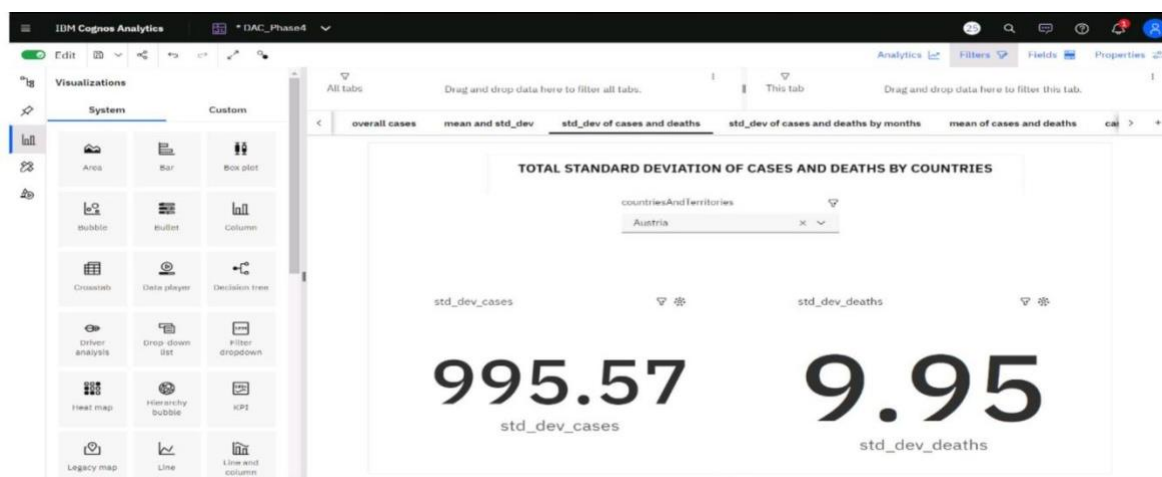 IBM Cognos Analytics
* DAC_Phase4
25
Edit
Analytics
Filters
Fields
Properties
Visualizations
System
Custom
Area
Bar
Box plot
Bubble
Bullet
Column
Crosstab
Data player
Decision tree
Driver analysis
Drop-down list
Filter dropdown
Heat map
Hierarchy bubble
KPI
Legacy map
Line
Line and column
All tabs
Drag and drop data here to filter all tabs.
This tab
Drag and drop data here to filter this tab.
overall cases
mean and std_dev
std_dev of cases and deaths
std_dev of cases and deaths by months
mean of cases and deaths
TOTAL STANDARD DEVIATION OF CASES AND DEATHS BY COUNTRIES
countriesAndTerritories
Austria
std_dev_cases
995.57
std_dev_cases
std_dev_deaths
9.95
std_dev_deaths